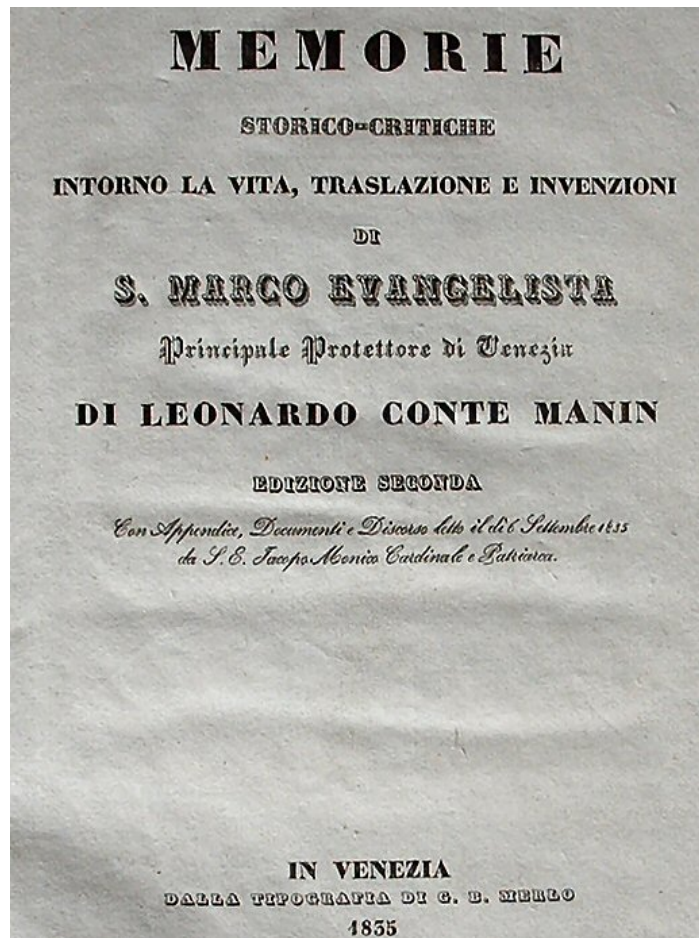 MEMORIE
STORICO-CRITICHE
INTORNO LA VITA, TRASLAZIONE E INVENZIONI
DI
S. MARCO EVANGELISTA
Principale Protettore di Venezia
DI LEONARDO CONTE MANIN
EDIZIONE SECONDA
Con Appendice, Documenti e Discorso letto il dì 6 Settembre 1835
da S. E. Jacopo Monico Cardinale e Patriarca.
IN VENEZIA
DALLA TIPOGRAFIA DI G. B. MERLO
1835